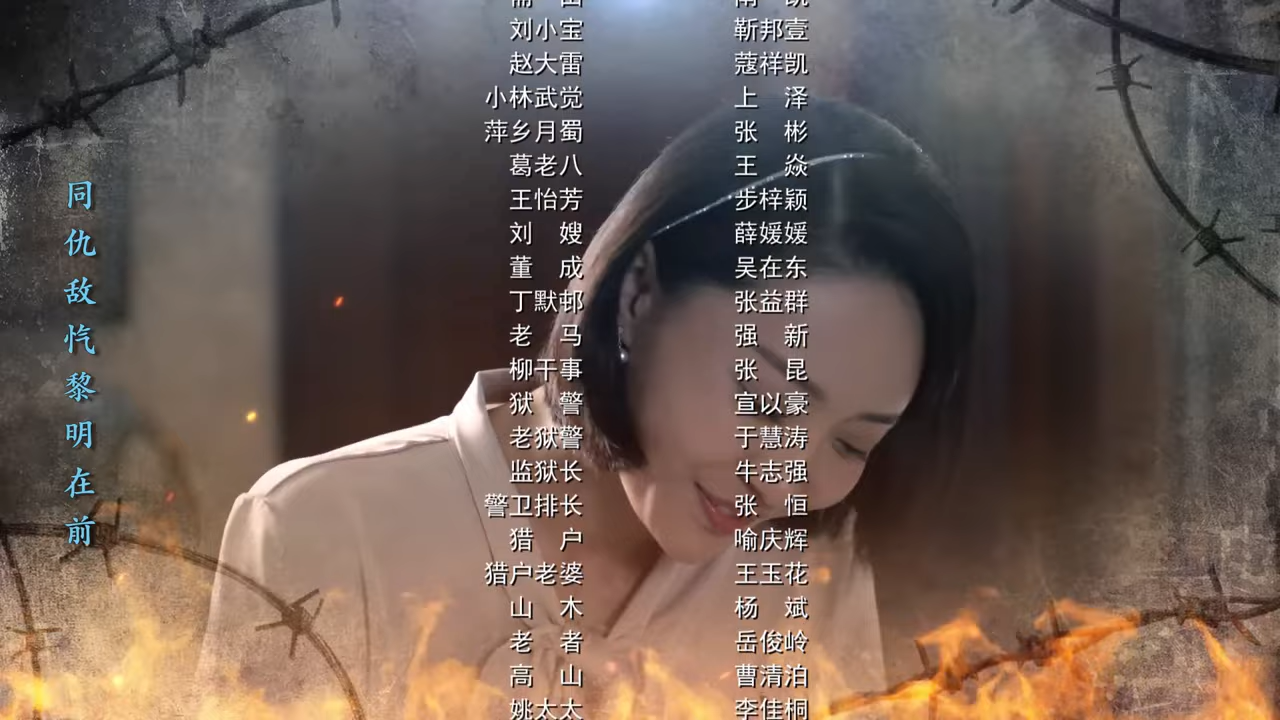 同仇敌忾黎明在前
刘小宝 靳邦壹
赵大雷 蔻祥凯
小林武觉 上泽
萍乡月蜀 张彬
葛老八 王焱
王怡芳 步梓颖
刘嫂 薛媛媛
董成 吴在东
丁默邨 张益群
老马 强新
柳干事 张昆
狱警 宣以豪
老狱警 于慧涛
监狱长 牛志强
警卫排长 张恒
猎户 喻庆辉
猎户老婆 王玉花
山木 杨斌
老者 岳俊岭
高山 曹清泊
姚太太 李佳桐